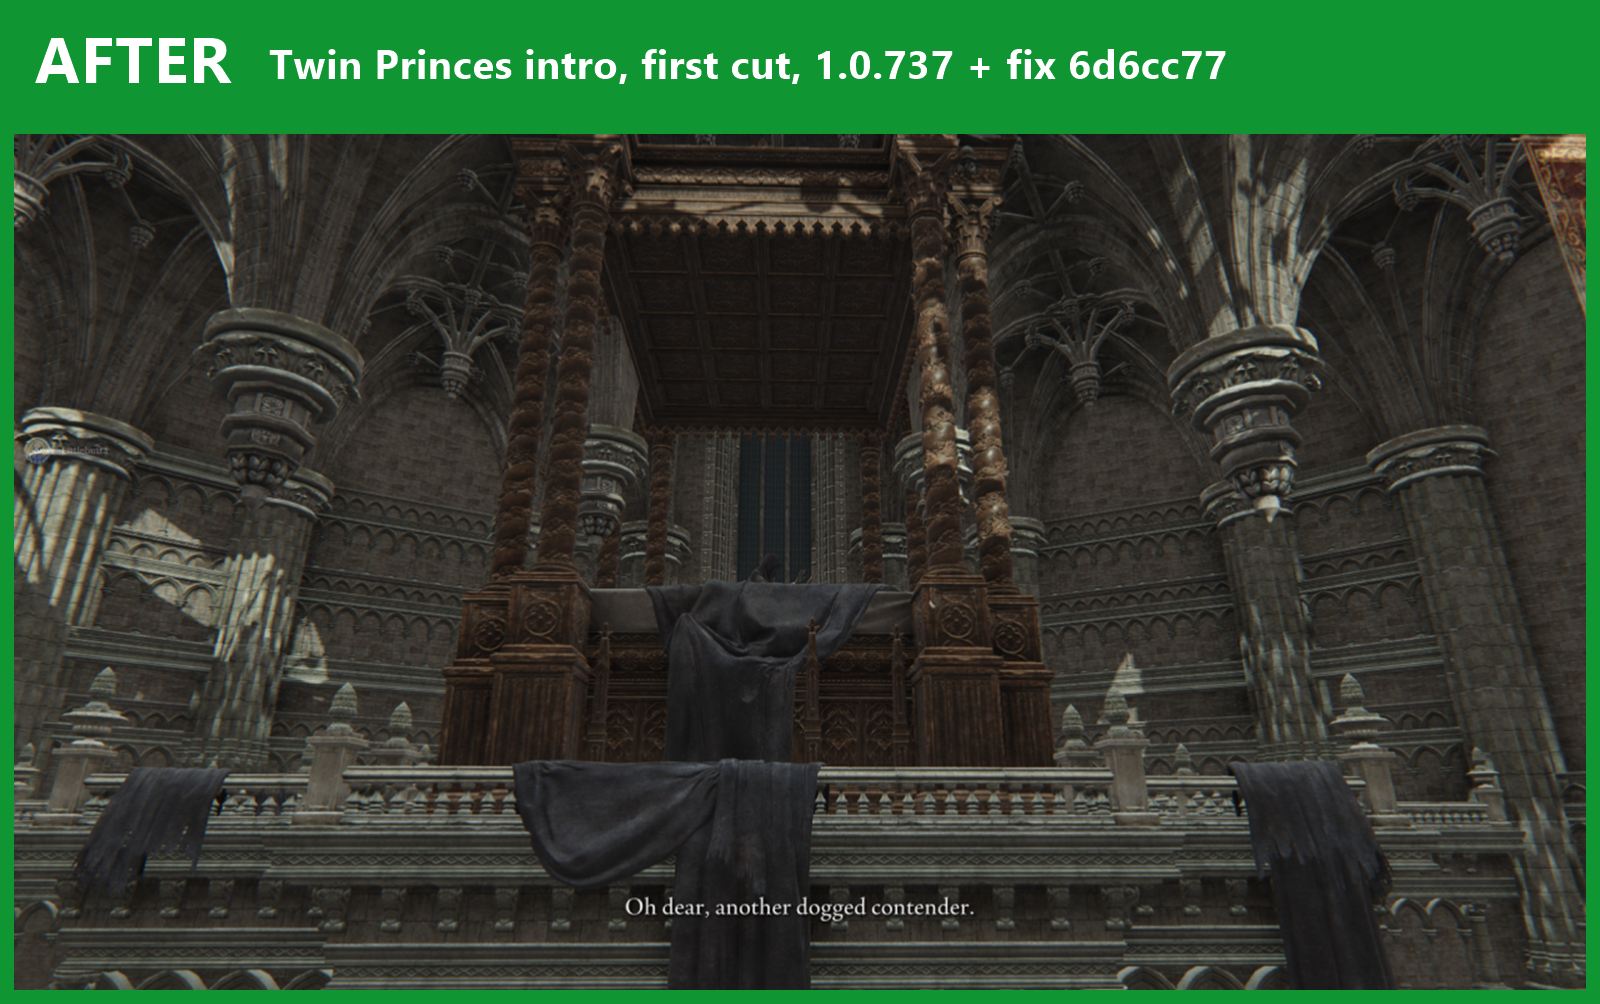 AFTER Twin Princes intro, first cut, 1.0.737 + fix 6d6cc77
Oh dear, another dogged contender.